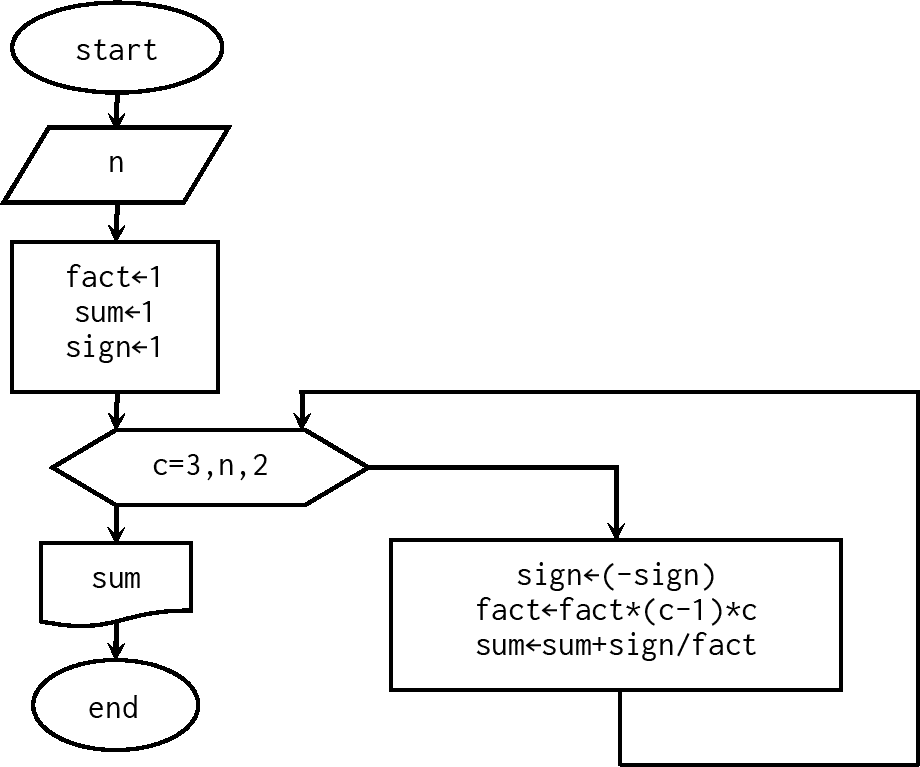 start
n
fact←1
sum←1
sign←1
c=3,n,2
sign←(-sign)
fact←fact*(c-1)*c
sum←sum+sign/fact
sum
end